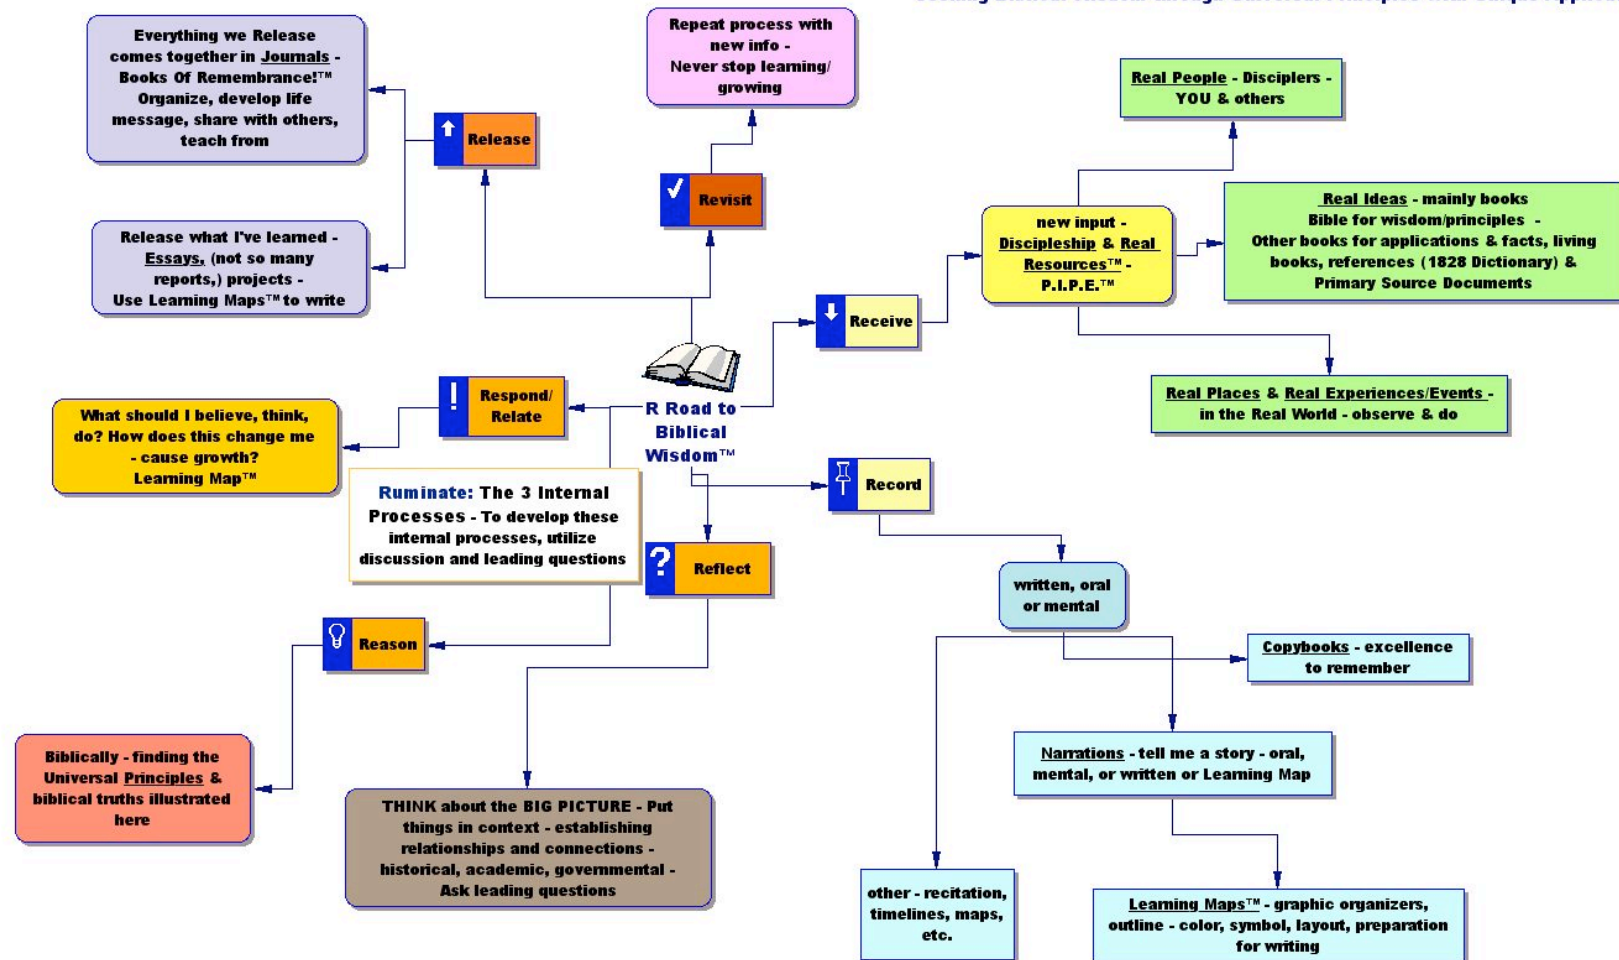 Everything we Release
comes together in Journals -
Books Of Remembrance!™
Organize, develop life
message, share with others,
teach from
Release
Release what I've learned -
Essays, (not so many
reports,) projects -
Use Learning Maps™ to write
Repeat process with
new info -
Never stop learning/
growing
Revisit
Real People - Disciplers -
YOU & others
new input -
Discipleship & Real
Resources™ -
P.I.P.E.™
Real Ideas - mainly books
Bible for wisdom/principles -
Other books for applications & facts, living
books, references (1828 Dictionary) &
Primary Source Documents
Receive
Real Places & Real Experiences/Events -
in the Real World - observe & do
R Road to
Biblical
Wisdom™
Respond/
Relate
What should I believe, think,
do? How does this change me
- cause growth?
Learning Map™
Ruminate: The 3 Internal
Processes - To develop these
internal processes, utilize
discussion and leading questions
Record
? Reflect
Reason
written, oral
or mental
Copybooks - excellence
to remember
Narrations - tell me a story - oral,
mental, or written or Learning Map
Biblically - finding the
Universal Principles &
biblical truths illustrated
here
THINK about the BIG PICTURE - Put
things in context - establishing
relationships and connections -
historical, academic, governmental -
Ask leading questions
other - recitation,
timelines, maps,
etc.
Learning Maps™ - graphic organizers,
outline - color, symbol, layout, preparation
for writing